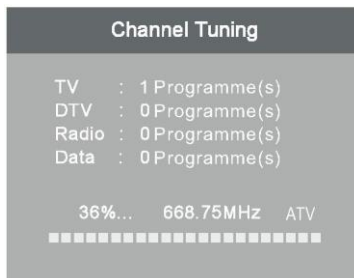 Channel Tuning
TV : 1 Programme(s)
DTV : 0 Programme(s)
Radio : 0 Programme(s)
Data : 0 Programme(s)
36%... 668.75MHz ATV